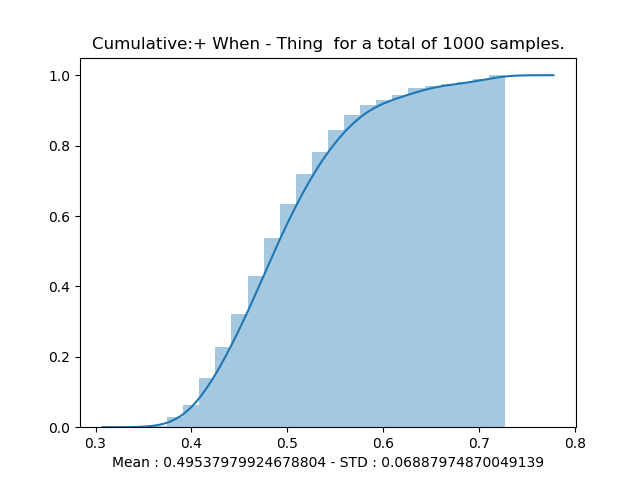 Cumulative:+ When - Thing  for a total of 1000 samples.
1.0
0.8
0.6
0.4
0.2
0.0
0.3 0.4 0.5 0.6 0.7 0.8
Mean : 0.49537979924678804 - STD : 0.06887974870049139